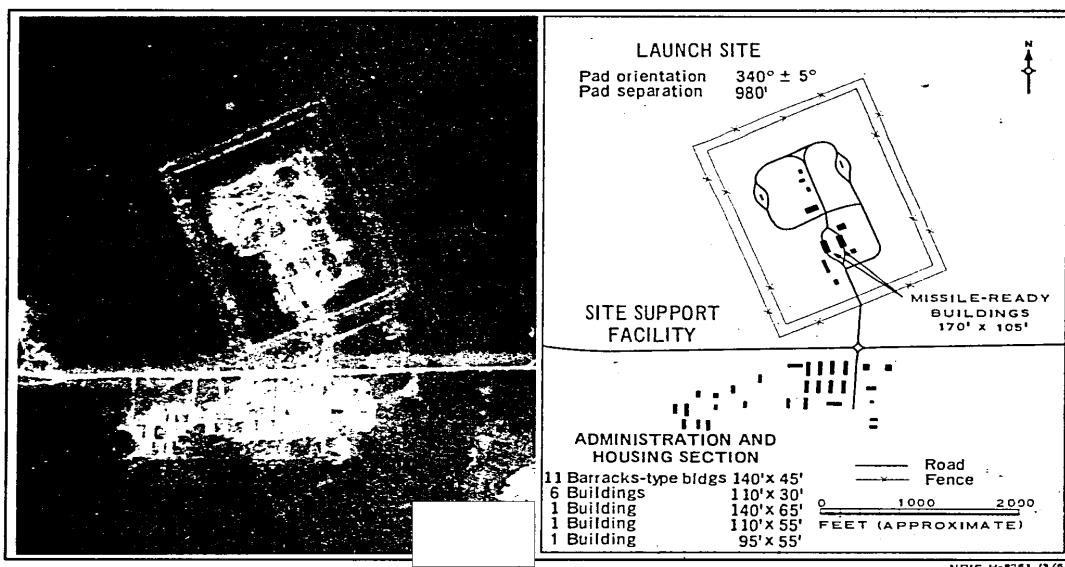 LAUNCH SITE
Pad orientation 340° ± 5°
Pad separation 980'
N
MISSILE-READY
BUILDINGS
170' X 105'
SITE SUPPORT
FACILITY
ADMINISTRATION AND
HOUSING SECTION
11 Barracks-type bldgs 140' x 45'
6 Buildings 110' x 30'
1 Building 140' x 65'
1 Building 110' x 55'
1 Building 95' x 55'
Road
Fence
0 1000 2000
FEET (APPROXIMATE)